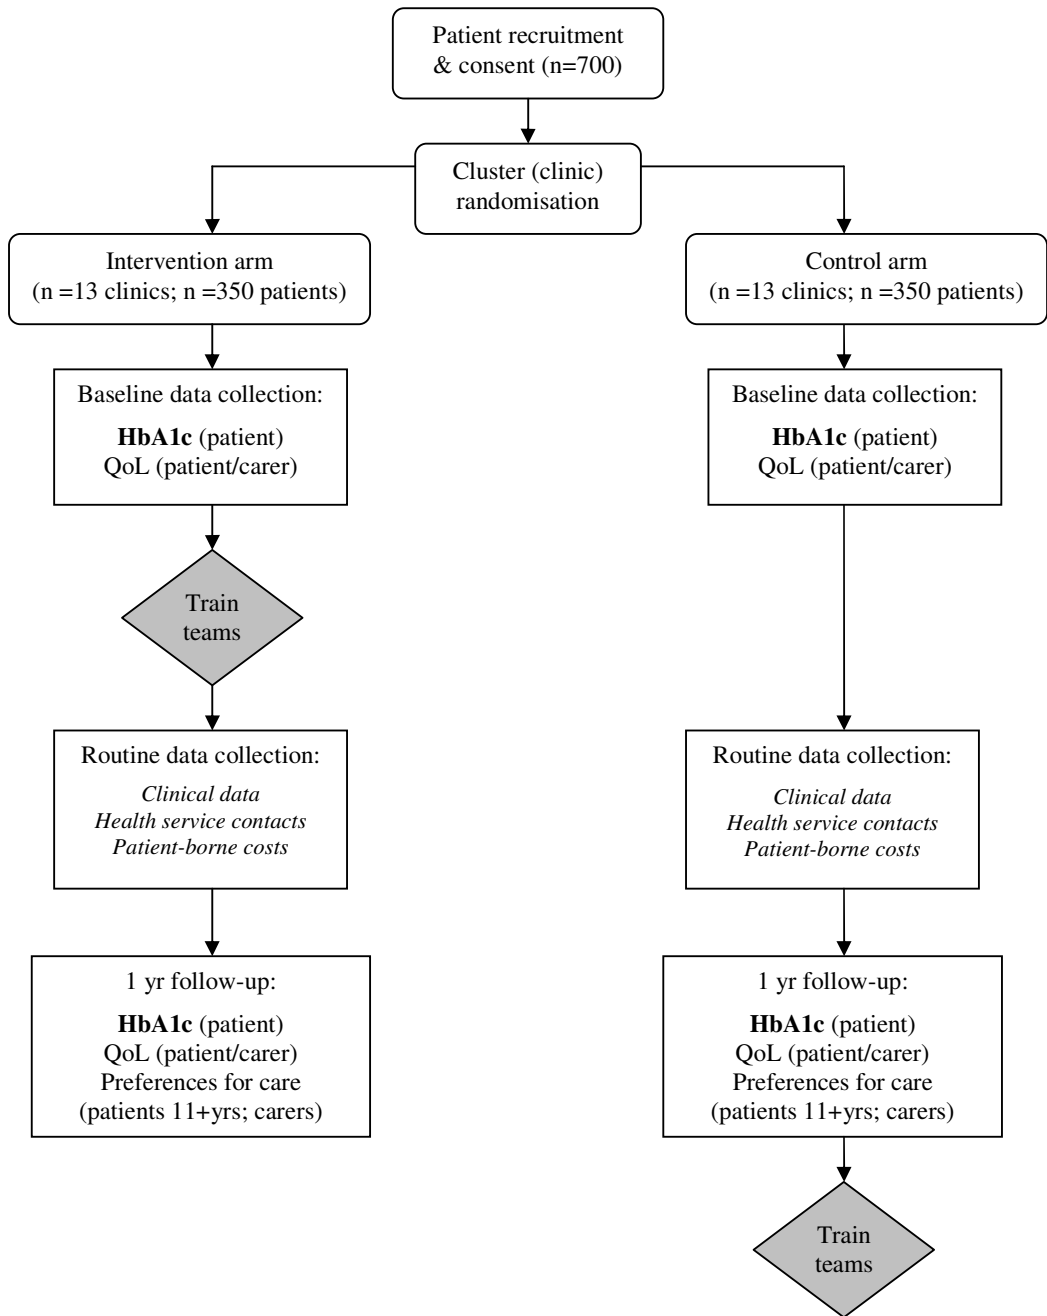 Patient recruitment
& consent (n=700)
Cluster (clinic)
randomisation
Intervention arm
(n =13 clinics; n =350 patients)
Control arm
(n =13 clinics; n =350 patients)
Baseline data collection:
HbA1c (patient)
QoL (patient/carer)
Baseline data collection:
HbA1c (patient)
QoL (patient/carer)
Train
teams
Routine data collection:
Clinical data
Health service contacts
Patient-borne costs
Routine data collection:
Clinical data
Health service contacts
Patient-borne costs
1 yr follow-up:
HbA1c (patient)
QoL (patient/carer)
Preferences for care
(patients 11+yrs; carers)
1 yr follow-up:
HbA1c (patient)
QoL (patient/carer)
Preferences for care
(patients 11+yrs; carers)
Train
teams